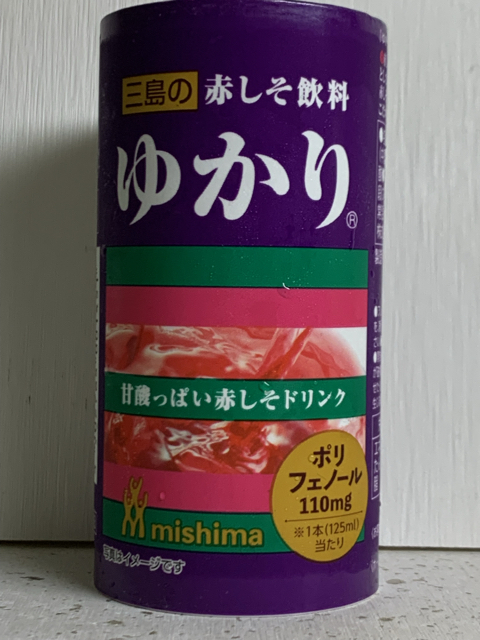 三島の 赤しそ飲料
ゆかり®
甘酸っぱい赤しそドリンク
ポリ
フェノール
110mg
※1本(125ml)
当たり
mishima
写真はイメージです